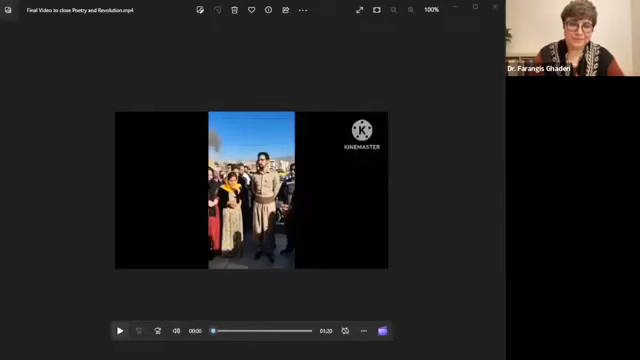 Final Video to close Poetry and Revolution.mp4
100%
Dr. Farangis Ghaderi
K
KINEMASTER
00:00
01:20